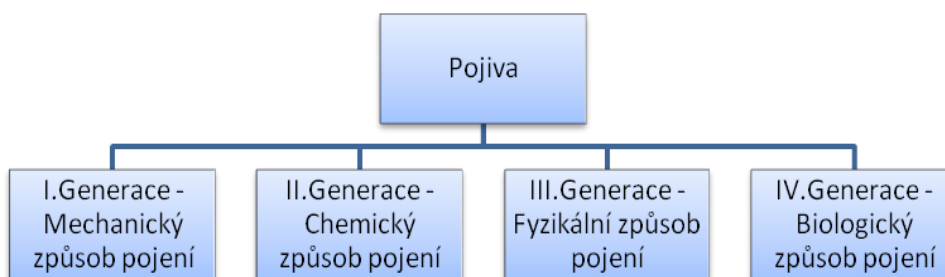 Pojiva
I.Generace -
Mechanický
způsob pojení
II.Generace -
Chemický
způsob pojení
III.Generace -
Fyzikální způsob
pojení
IV.Generace -
Biologický
způsob pojení